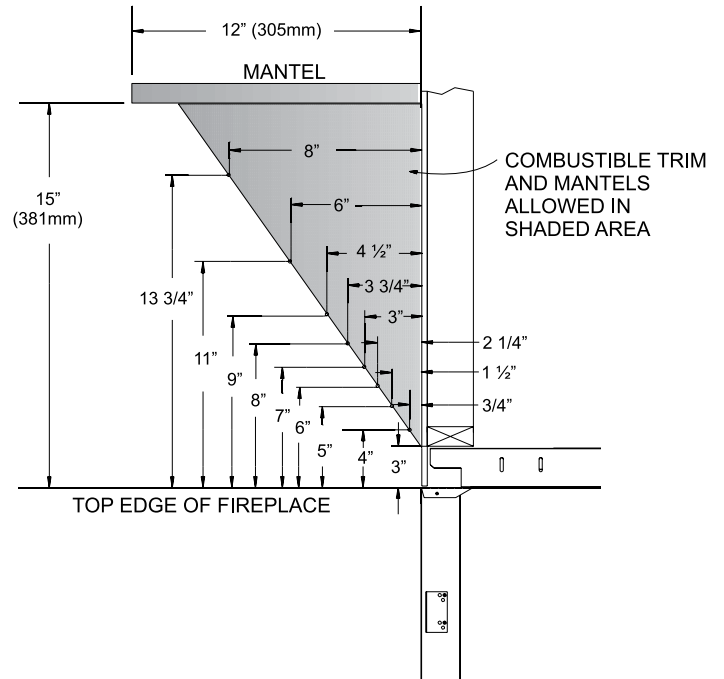 12” (305mm)
MANTEL
8”
COMBUSTIBLE TRIM
AND MANTELS
ALLOWED IN
SHADED AREA
15”
(381mm)
6”
4 ½”
3 3/4”
13 3/4”
3”
11”
2 1/4”
9”
1 ½”
8”
3/4”
7”
6”
5”
4”
3”
TOP EDGE OF FIREPLACE